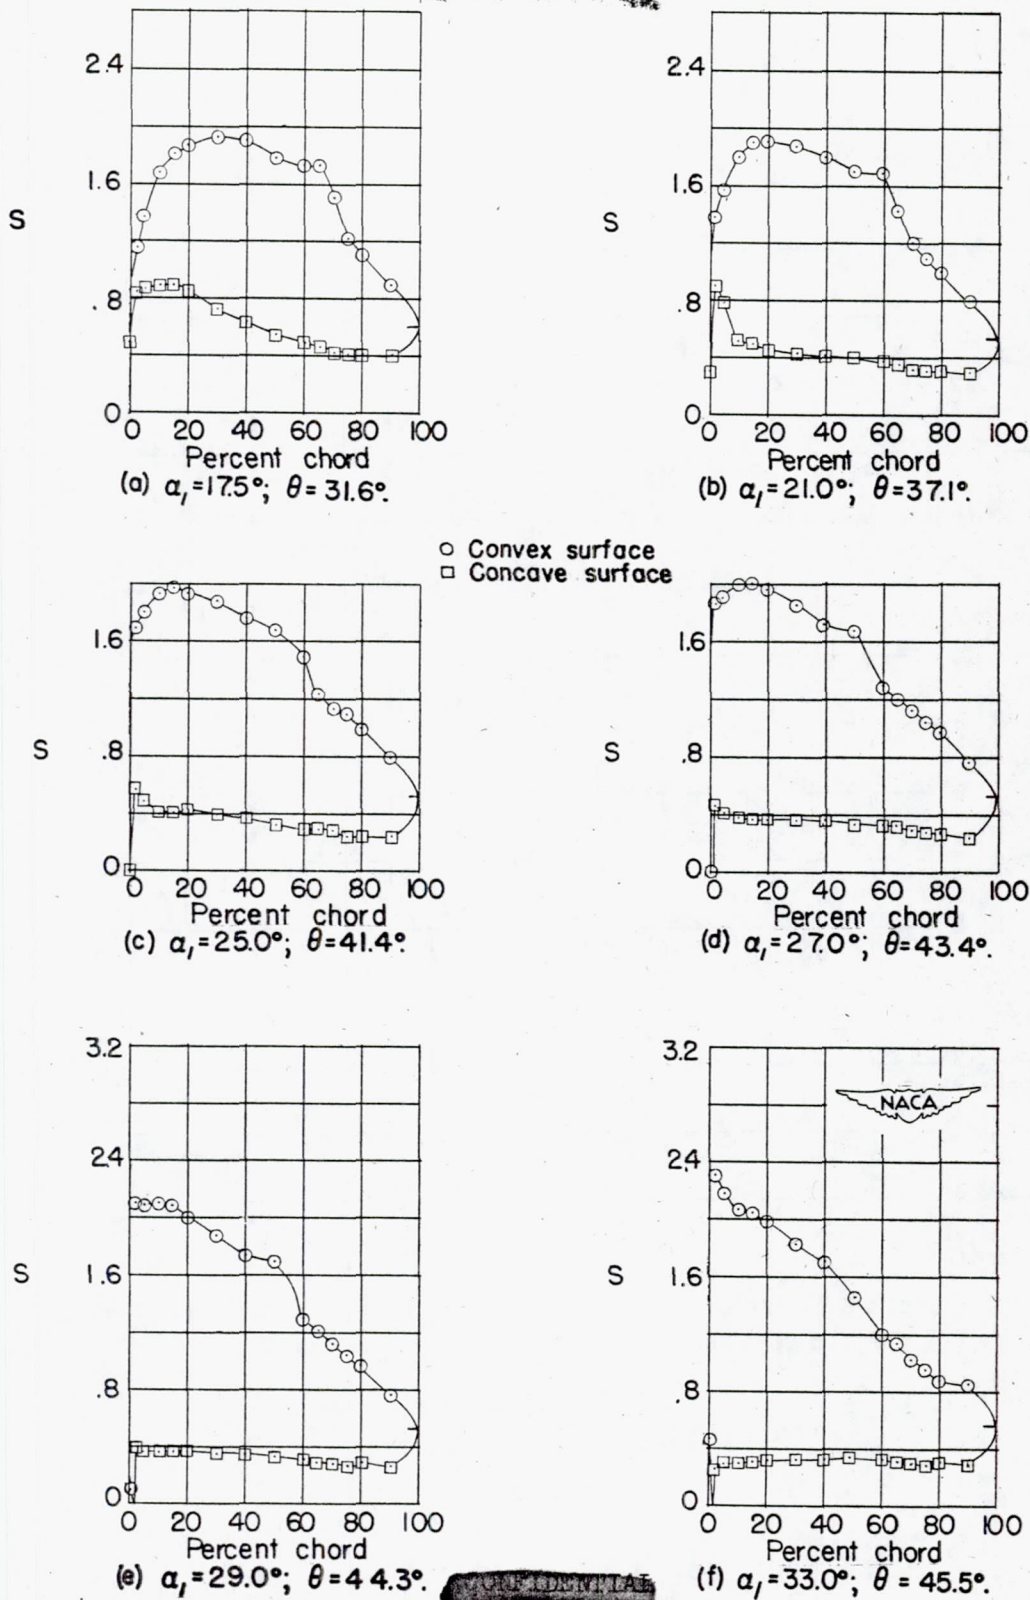 2.4
1.6
S
.8
0
0 20 40 60 80 100
Percent chord
(a) α₁=17.5°; θ=31.6°.
2.4
1.6
S
.8
0
0 20 40 60 80 100
Percent chord
(b) α₁=21.0°; θ=37.1°.
Convex surface
Concave surface
1.6
S
.8
0
0 20 40 60 80 100
Percent chord
(c) α₁=25.0°; θ=41.4°.
1.6
S
.8
0
0 20 40 60 80 100
Percent chord
(d) α₁=27.0°; θ=43.4°.
3.2
2.4
1.6
S
.8
0
0 20 40 60 80 100
Percent chord
(e) α₁=29.0°; θ=44.3°.
3.2
NACA
2.4
1.6
S
.8
0
0 20 40 60 80 100
Percent chord
(f) α₁=33.0°; θ=45.5°.
CONFIDENTIAL